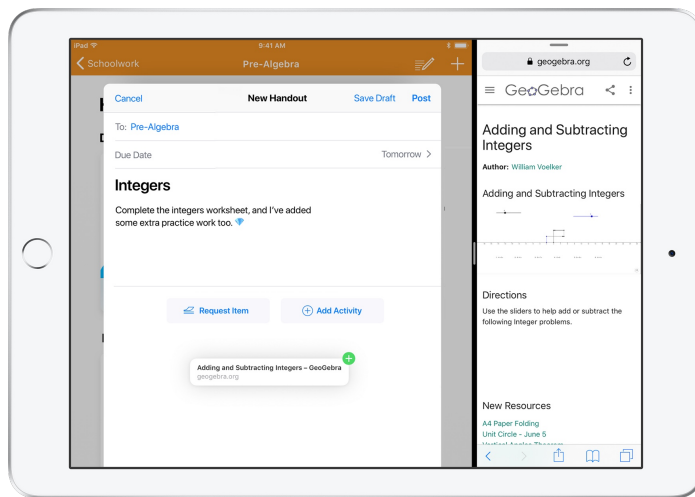 iPad
9:41 AM
Schoolwork
Pre-Algebra
Cancel
New Handout
Save Draft
Post
To: Pre-Algebra
Due Date
Tomorrow
Integers
Complete the integers worksheet, and I've added
some extra practice work too.
Request Item
Add Activity
Adding and Subtracting Integers – GeoGebra
geogebra.org
geogebra.org
GeoGebra
Adding and Subtracting
Integers
Author: William Voelker
Adding and Subtracting Integers
Directions
Use the sliders to help add or subtract the
following Integer problems.
New Resources
A4 Paper Folding
Unit Circle - June 5
Vertical Angles Theorem